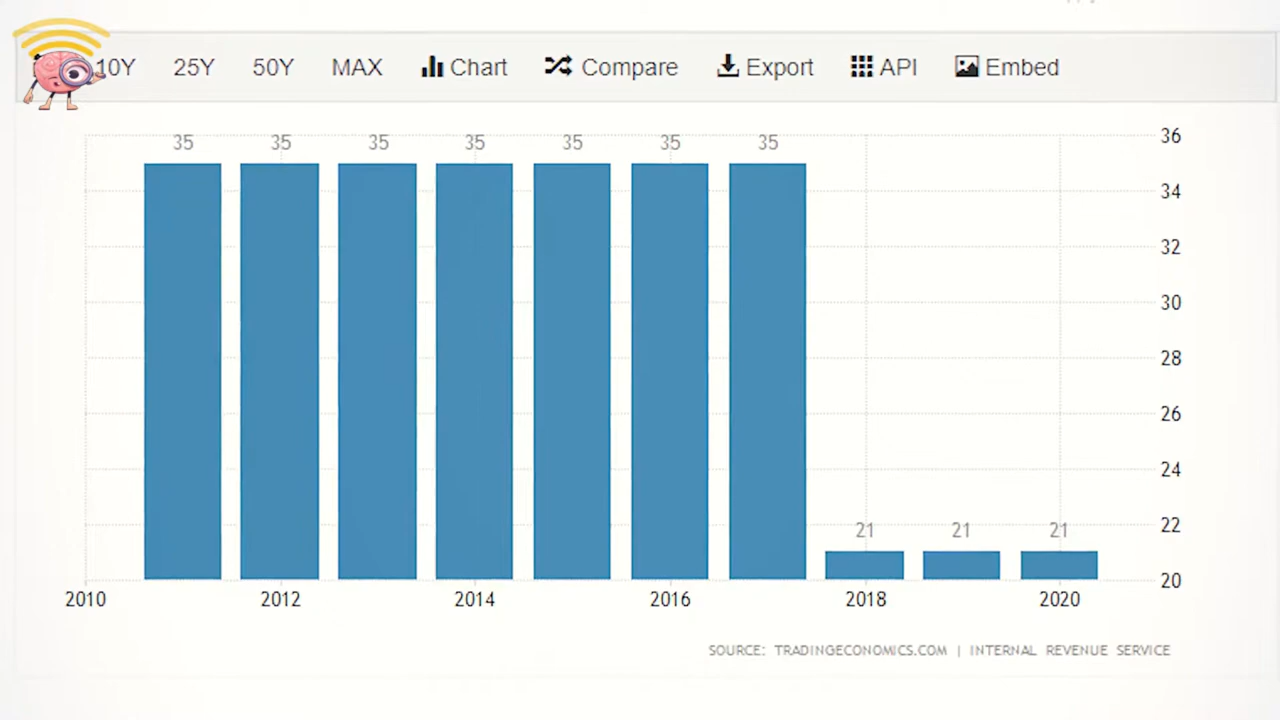 10Y 25Y 50Y MAX Chart Compare Export API Embed
35 35 35 35 35 35 35 36
34
32
30
28
26
24
21 21 21 22
20
2010 2012 2014 2016 2018 2020
SOURCE: TRADINGECONOMICS.COM | INTERNAL REVENUE SERVICE